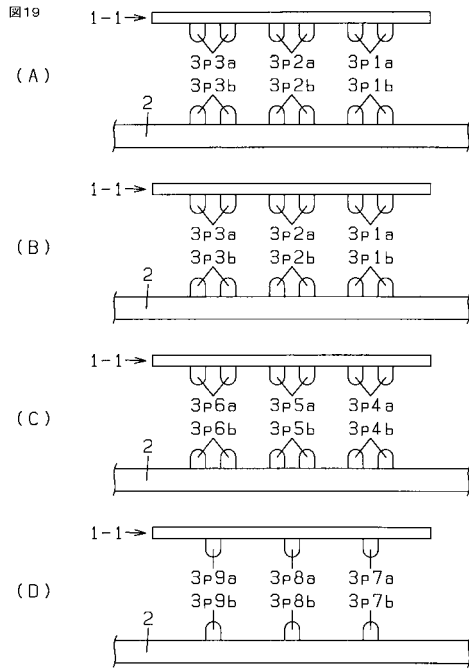 図19
1-1
(A)
3p3a 3p2a 3p1a
3p3b 3p2b 3p1b
2
1-1
(B)
3p3a 3p2a 3p1a
3p3b 3p2b 3p1b
2
1-1
(C)
3p6a 3p5a 3p4a
3p6b 3p5b 3p4b
2
1-1
(D)
3p9a 3p8a 3p7a
3p9b 3p8b 3p7b
2